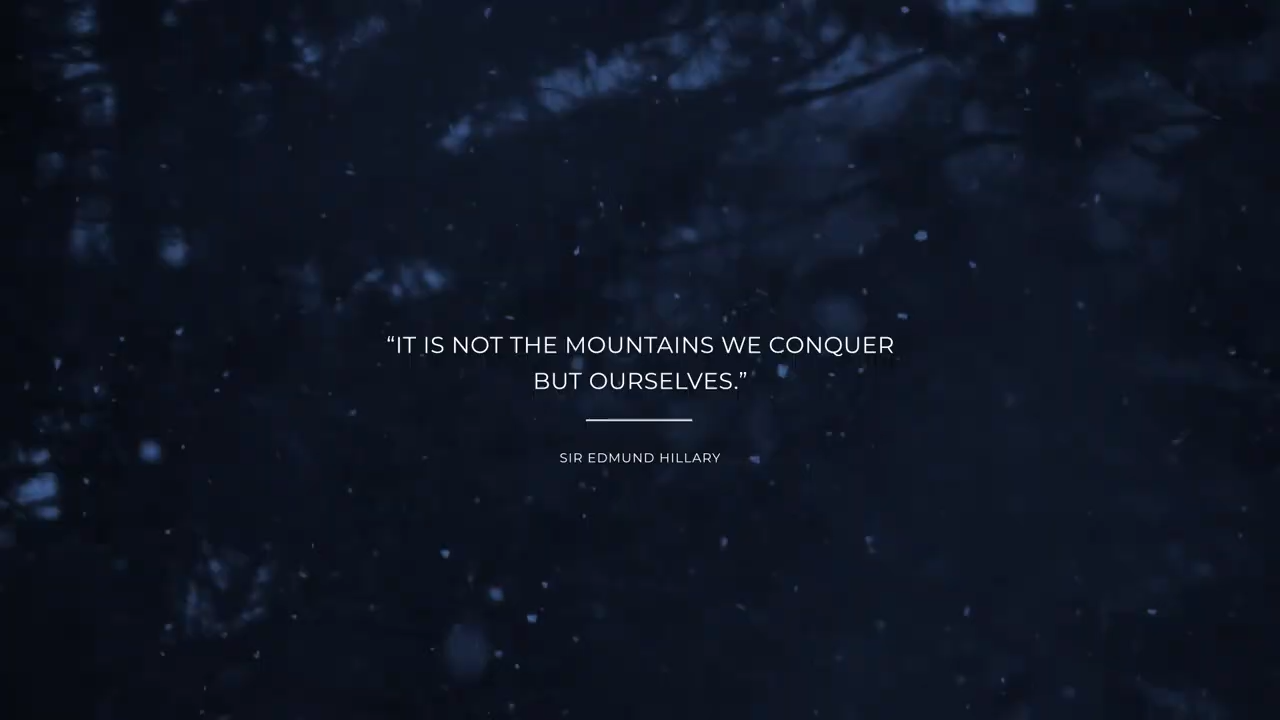 “IT IS NOT THE MOUNTAINS WE CONQUER
BUT OURSELVES.”
SIR EDMUND HILLARY